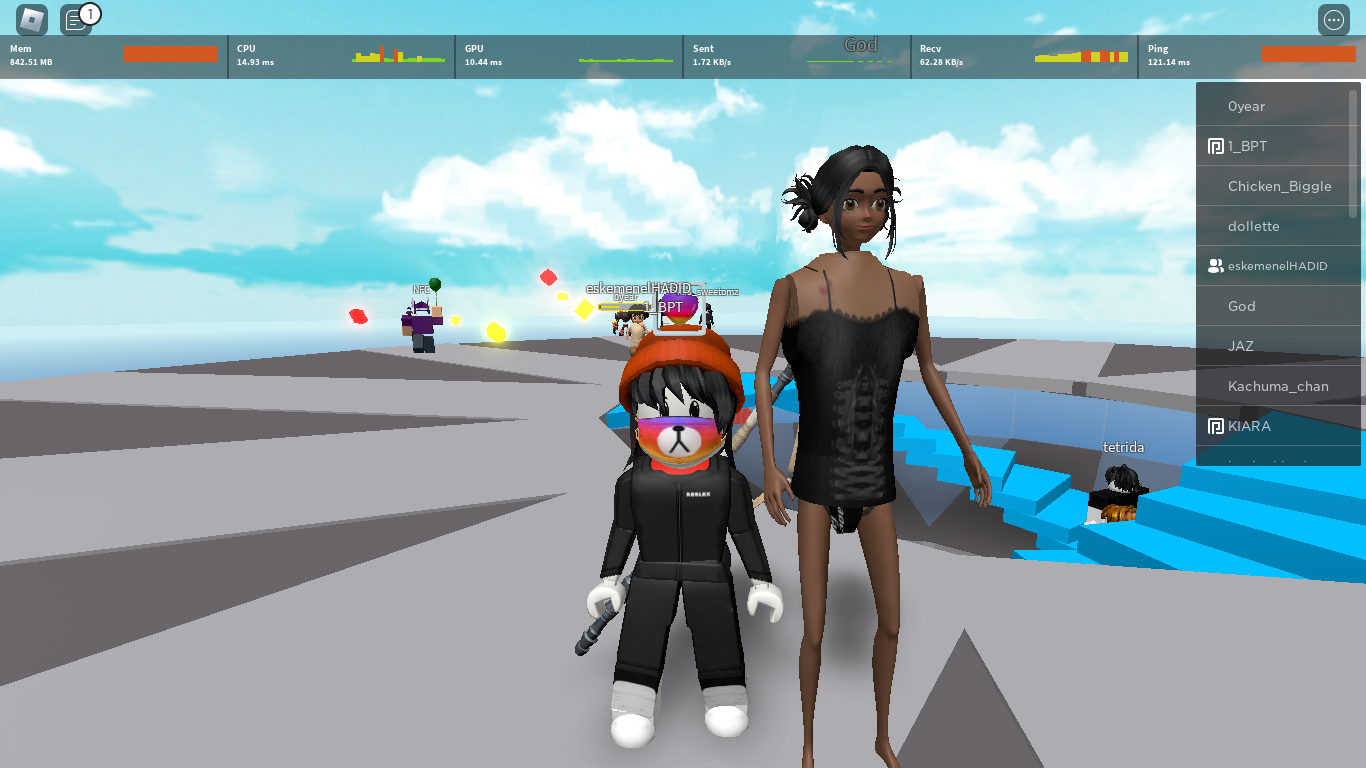 1
Mem
842.51 MB
CPU
14.93 ms
GPU
10.44 ms
Sent
1.72 KB/s
God
Recv
62.28 KB/s
Ping
121.14 ms
0year
1_BPT
Chicken_Biggle
dollette
eskemenelHADID
God
JAZ
Kachuma_chan
KIARA
NFC
eskemenelHADID
0year
sweetomz
1_BPT
tetrida
ROBLOX